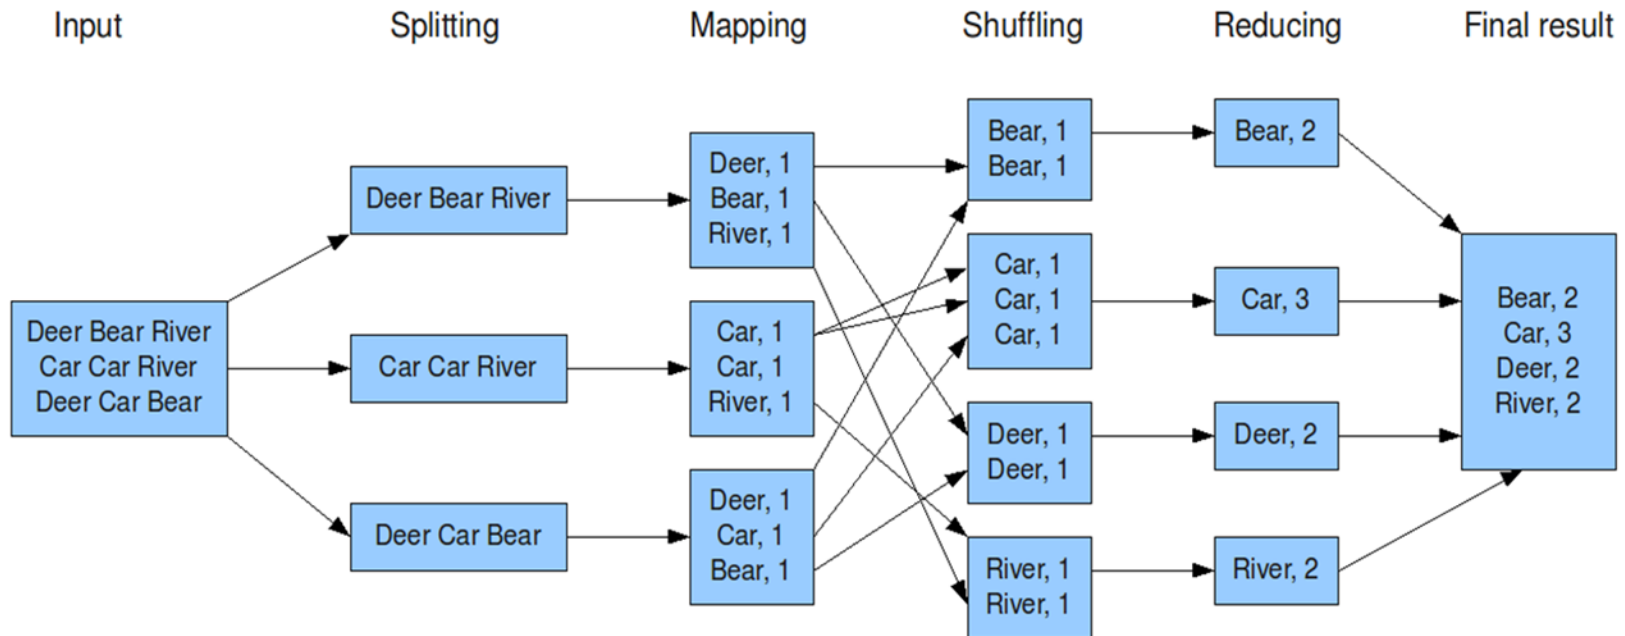 Input
Splitting
Mapping
Shuffling
Reducing
Final result
Deer Bear River
Car Car River
Deer Car Bear
Deer Bear River
Car Car River
Deer Car Bear
Deer, 1
Bear, 1
River, 1
Car, 1
Car, 1
River, 1
Deer, 1
Car, 1
Bear, 1
Bear, 1
Bear, 1
Car, 1
Car, 1
Car, 1
Deer, 1
Deer, 1
River, 1
River, 1
Bear, 2
Car, 3
Deer, 2
River, 2
Bear, 2
Car, 3
Deer, 2
River, 2